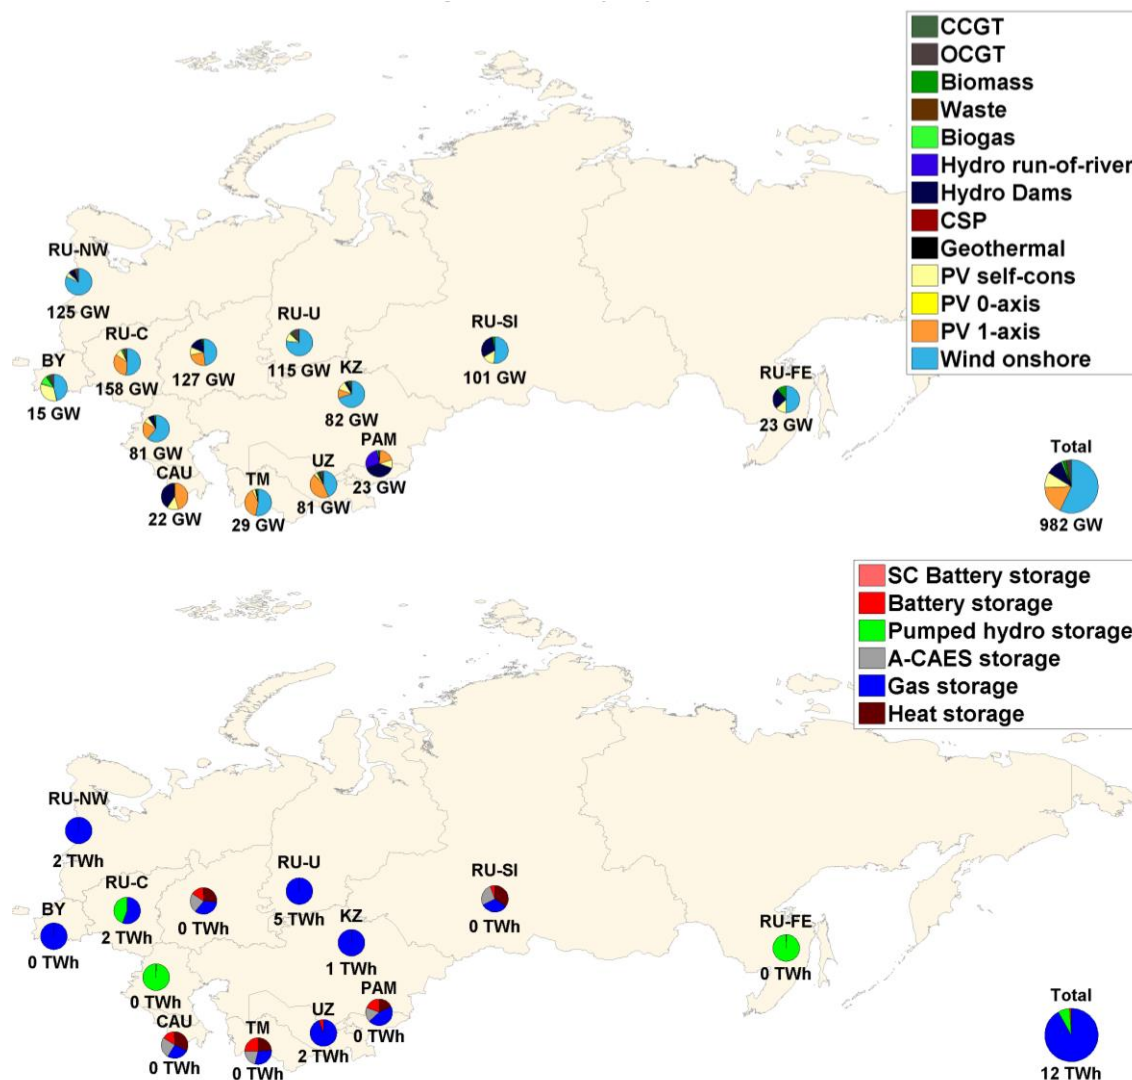 CCGT
OCGT
Biomass
Waste
Biogas
Hydro run-of-river
Hydro Dams
CSP
Geothermal
PV self-cons
PV 0-axis
PV 1-axis
Wind onshore
RU-NW
125 GW
RU-C
158 GW
127 GW
RU-U
115 GW
RU-SI
101 GW
BY
15 GW
KZ
82 GW
RU-FE
23 GW
81 GW
PAM
23 GW
CAU
22 GW
TM
29 GW
UZ
81 GW
Total
982 GW
SC Battery storage
Battery storage
Pumped hydro storage
A-CAES storage
Gas storage
Heat storage
RU-NW
2 TWh
RU-C
2 TWh
0 TWh
RU-U
5 TWh
RU-SI
0 TWh
BY
0 TWh
KZ
1 TWh
RU-FE
0 TWh
0 TWh
PAM
0 TWh
CAU
0 TWh
TM
0 TWh
UZ
2 TWh
Total
12 TWh